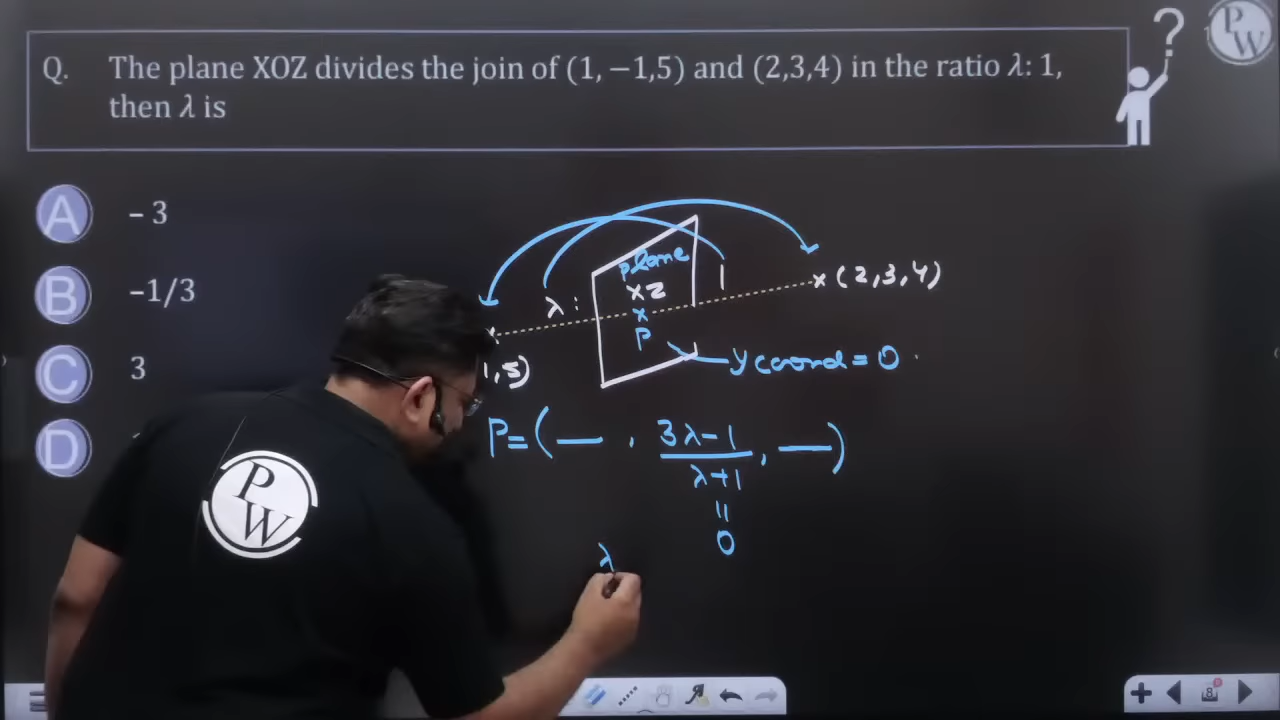 Q. The plane XOZ divides the join of (1, −1,5) and (2,3,4) in the ratio λ: 1,
then λ is
?
P
W
A − 3
B −1/3
C 3
D
plane
XZ
λ :
1
x
P
x (2,3,4)
x
1,5)
y coord = 0
P = ( — , 3λ−1 / λ+1 , — )
||
0
λ
P
W
8